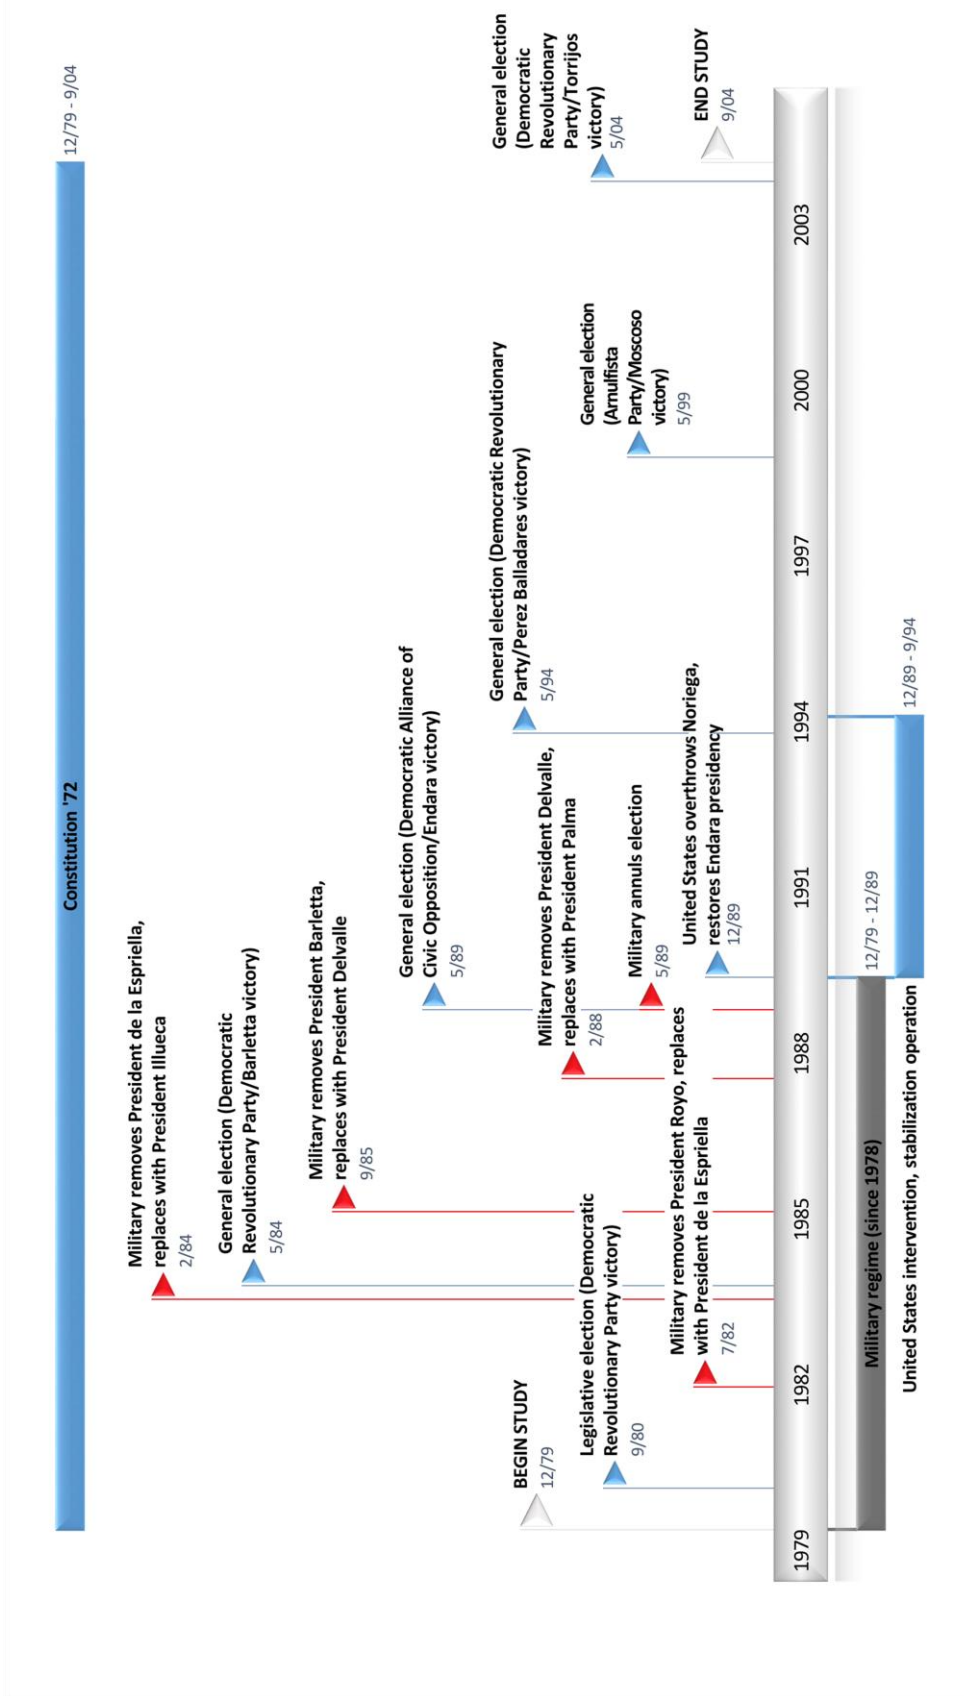 Constitution '72
12/79 - 9/04
Military removes President de la Espriella,
replaces with President Illueca
2/84
General election (Democratic
Revolutionary Party/Barletta victory)
5/84
Military removes President Barletta,
replaces with President Delvalle
9/85
General election (Democratic Alliance of
Civic Opposition/Endara victory)
5/89
General election (Democratic Revolutionary
Party/Perez Balladares victory)
5/94
General election
(Democratic
Revolutionary
Party/Torrijos
victory)
5/04
BEGIN STUDY
12/79
Military removes President Delvalle,
replaces with President Palma
2/88
Legislative election (Democratic
Revolutionary Party victory)
9/80
General election
(Arnulfista
Party/Moscoso
victory)
5/99
Military annuls election
5/89
Military removes President Royo, replaces
with President de la Espriella
7/82
United States overthrows Noriega,
restores Endara presidency
12/89
END STUDY
9/04
1979
1982
1985
1988
1991
1994
1997
2000
2003
Military regime (since 1978)
12/79 - 12/89
United States intervention, stabilization operation
12/89 - 9/94